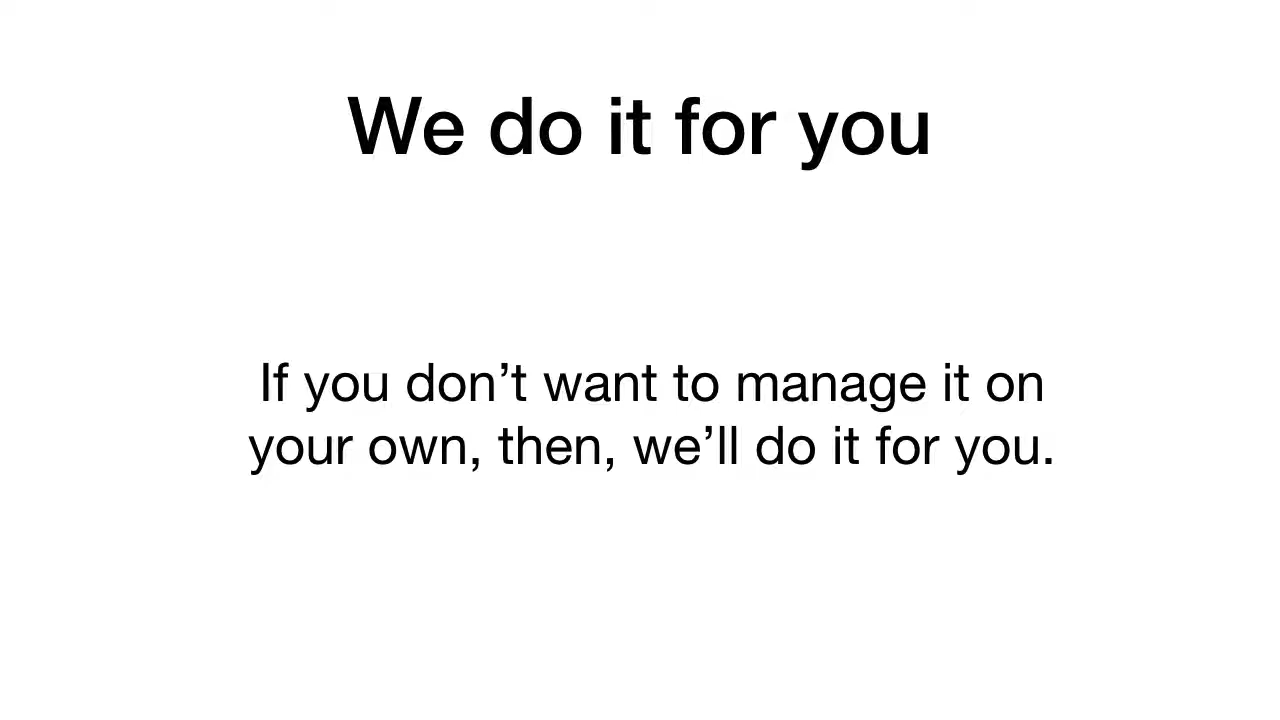 We do it for you
If you don’t want to manage it on
your own, then, we’ll do it for you.